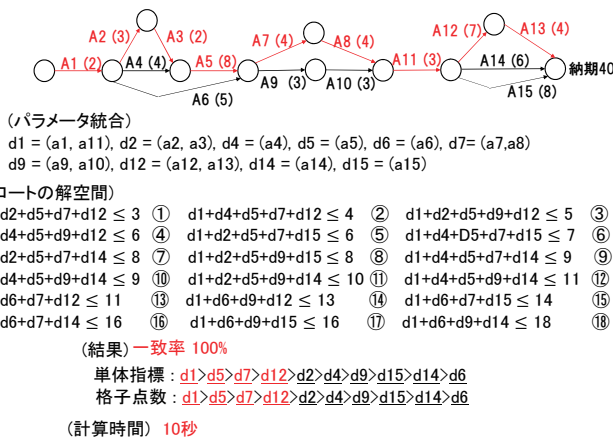 A12 (7) A13 (4)
A2 (3) A3 (2) A7 (4) A8 (4)
A1 (2) A4 (4) A5 (8) A11 (3) A14 (6) 納期40
A6 (5) A9 (3) A10 (3) A15 (8)
(パラメータ統合)
d1 = (a1, a11), d2 = (a2, a3), d4 = (a4), d5 = (a5), d6 = (a6), d7= (a7,a8)
d9 = (a9, a10), d12 = (a12, a13), d14 = (a14), d15 = (a15)
ロートの解空間)
d2+d5+d7+d12 ≤ 3 ① d1+d4+d5+d7+d12 ≤ 4 ② d1+d2+d5+d9+d12 ≤ 5 ③
d4+d5+d9+d12 ≤ 6 ④ d1+d2+d5+d7+d15 ≤ 6 ⑤ d1+d4+D5+d7+d15 ≤ 7 ⑥
d2+d5+d7+d14 ≤ 8 ⑦ d1+d2+d5+d9+d15 ≤ 8 ⑧ d1+d4+d5+d7+d14 ≤ 9 ⑨
d4+d5+d9+d14 ≤ 9 ⑩ d1+d2+d5+d9+d14 ≤ 10 ⑪ d1+d4+d5+d9+d14 ≤ 11 ⑫
d6+d7+d12 ≤ 11 ⑬ d1+d6+d9+d12 ≤ 13 ⑭ d1+d6+d7+d15 ≤ 14 ⑮
d6+d7+d14 ≤ 16 ⑯ d1+d6+d9+d15 ≤ 16 ⑰ d1+d6+d9+d14 ≤ 18 ⑱
(結果) 一致率 100%
単体指標 : d1>d5>d7>d12>d2>d4>d9>d15>d14>d6
格子点数 : d1>d5>d7>d12>d2>d4>d9>d15>d14>d6
(計算時間) 10秒